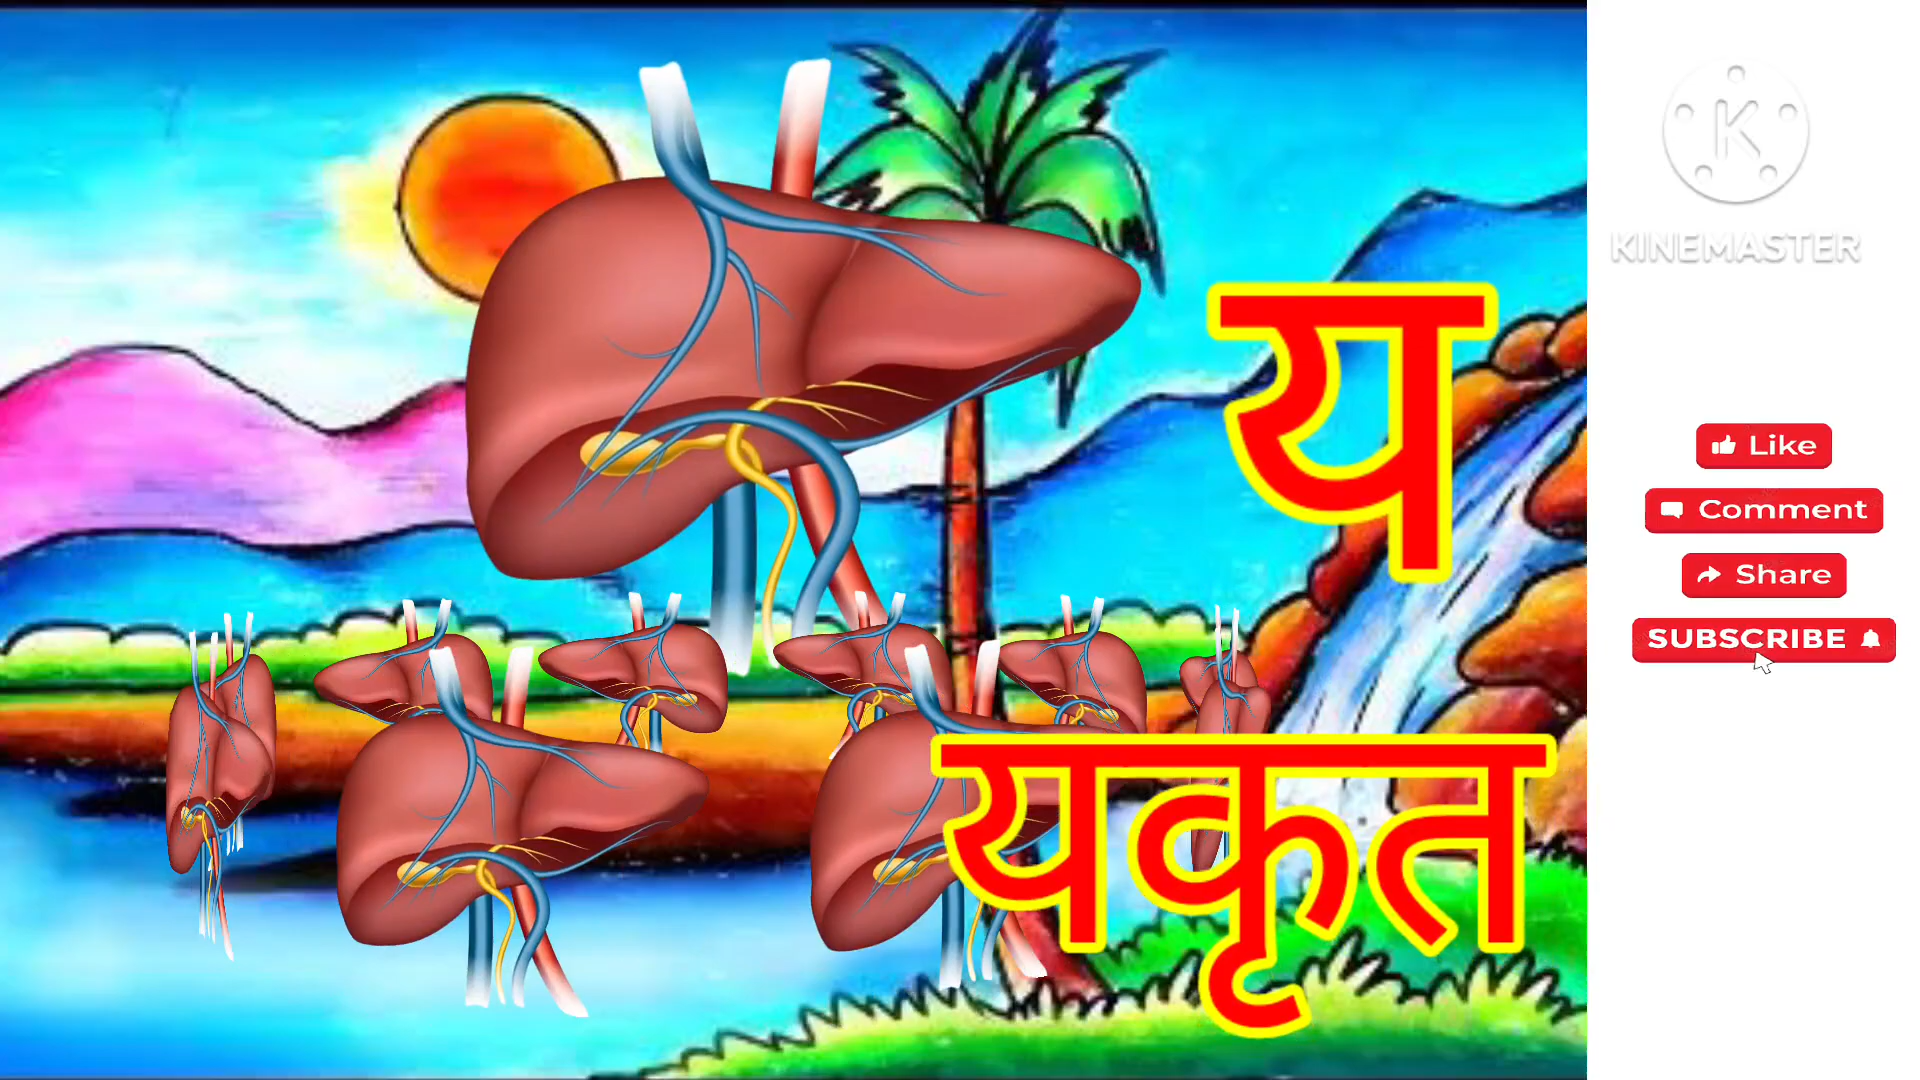 य
यकृत
KINEMASTER
Like
Comment
Share
SUBSCRIBE